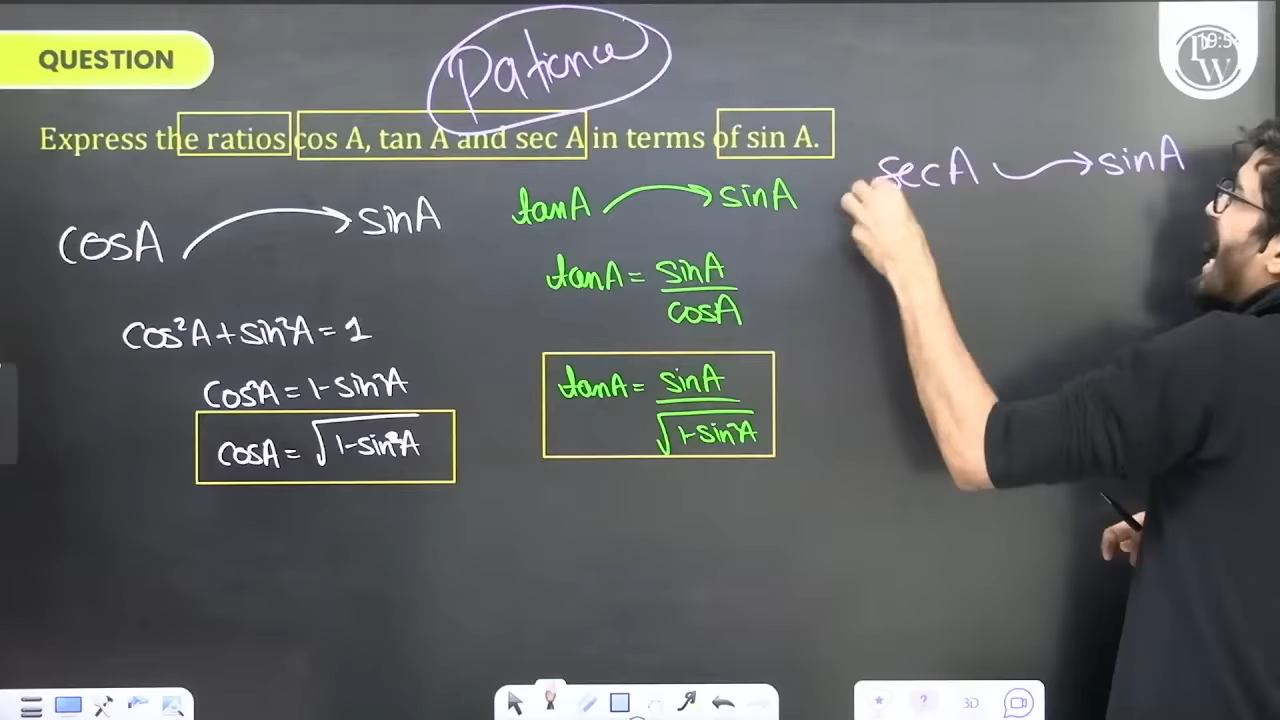 QUESTION
Patience
Express the ratios cos A, tan A and sec A in terms of sin A.
cosA → sinA
cos²A + sin²A = 1
cos²A = 1-sin²A
cosA = √1-sin²A
tanA → sinA
tanA = sinA
cosA
tanA = sinA
√1-sin²A
secA → sinA
W
3D
?